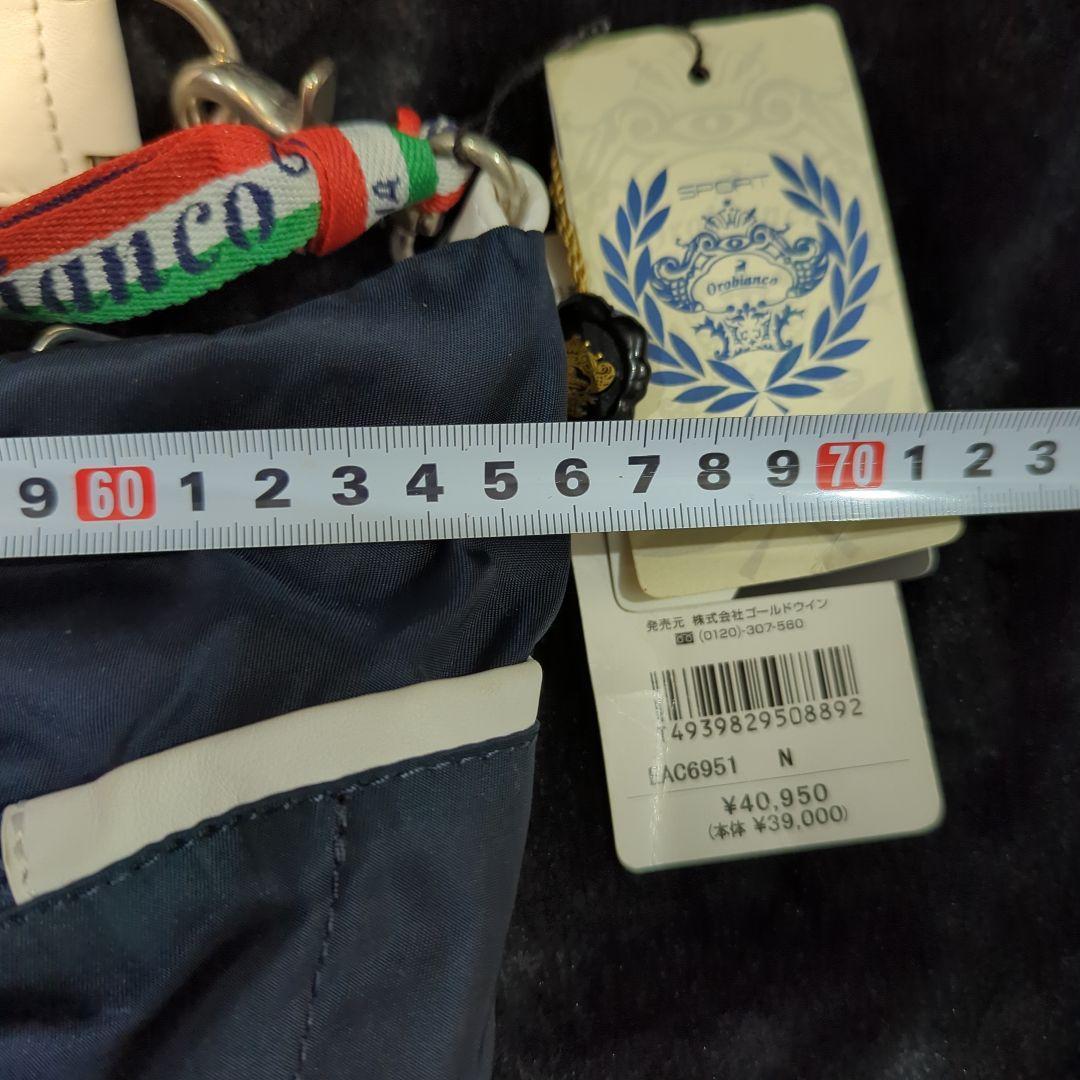 SPORT
Orobianco
ianco
A
9 60 1 2 3 4 5 6 7 8 9 70 1 2 3
発売元 株式会社ゴールドウイン
(0120)-307-560
4939829508892
EAC6951 N
¥40,950
(本体 ¥39,000)